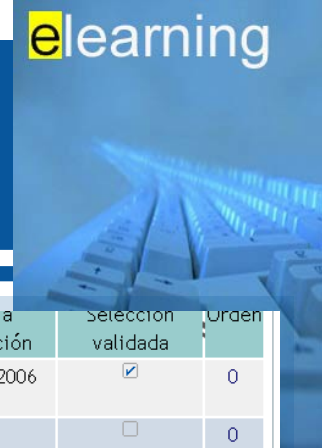 elearning
a Selección Orden
ción validada
2006 0
0